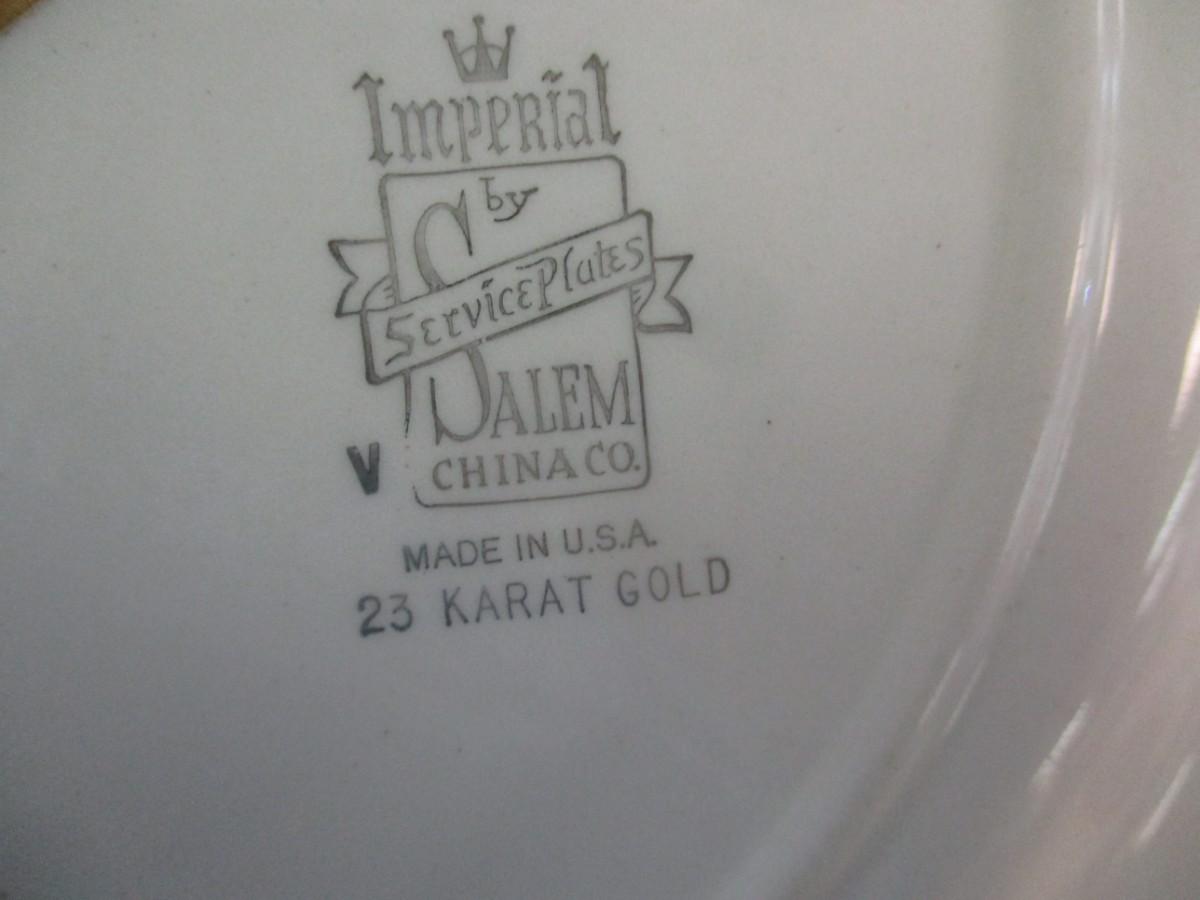 Imperial
by
Service Plates
SALEM
CHINA CO.
V
MADE IN U.S.A.
23 KARAT GOLD